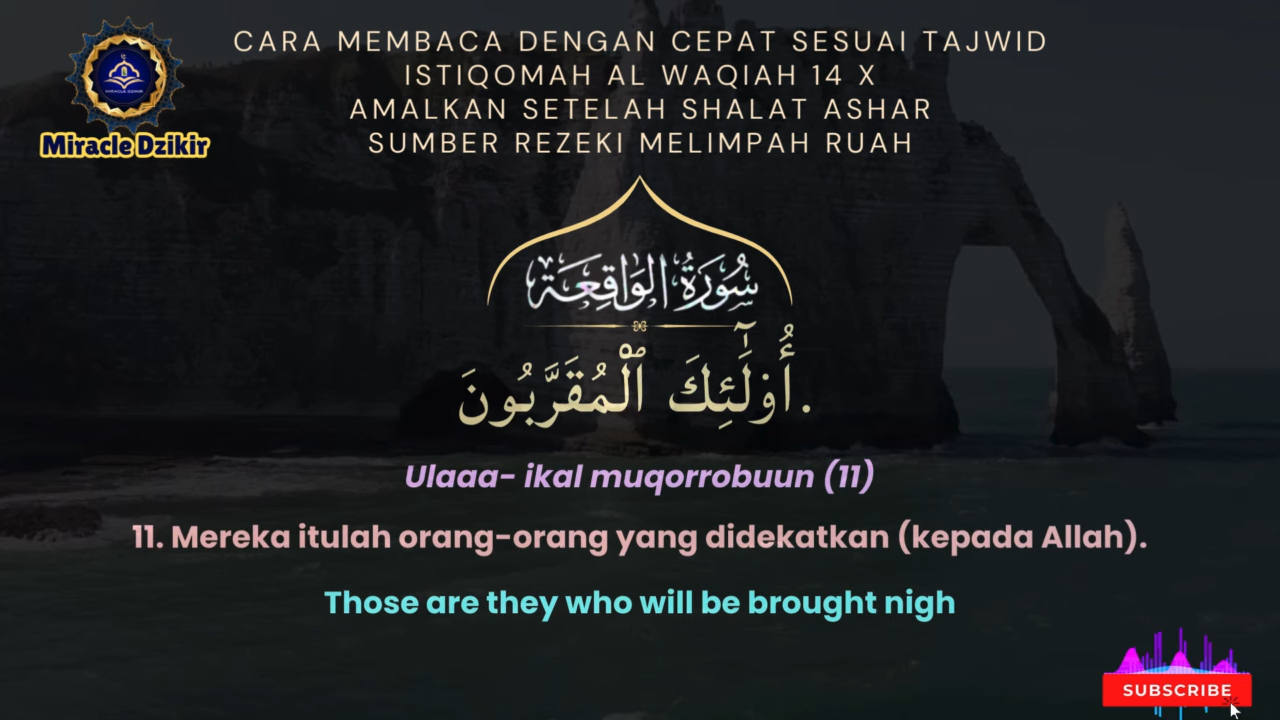 CARA MEMBACA DENGAN CEPAT SESUAI TAJWID
ISTIQOMAH AL WAQIAH 14 X
AMALKAN SETELAH SHALAT ASHAR
SUMBER REZEKI MELIMPAH RUAH
MIRACLE DZIKIR
Miracle Dzikir
سُورَةُ الوَاقِعَة
.أُو۟لَٰٓئِكَ ٱلْمُقَرَّبُونَ
Ulaaa- ikal muqorrobuun (11)
11. Mereka itulah orang-orang yang didekatkan (kepada Allah).
Those are they who will be brought nigh
SUBSCRIBE